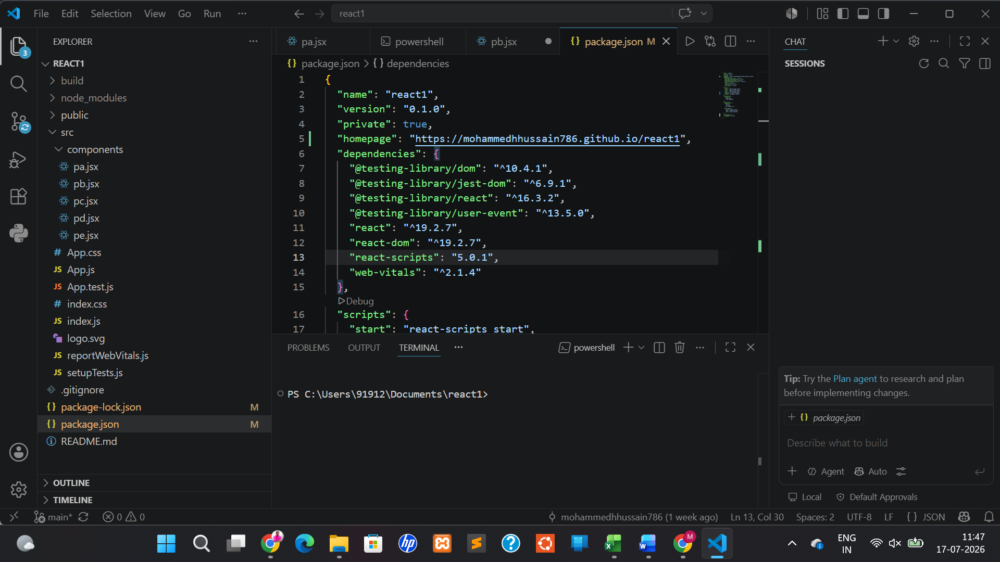 File Edit Selection View Go Run ···
react1
EXPLORER
REACT1
build
node_modules
public
src
components
pa.jsx
pb.jsx
pc.jsx
pd.jsx
pe.jsx
# App.css
JS App.js
JS App.test.js
# index.css
JS index.js
logo.svg
JS reportWebVitals.js
JS setupTests.js
.gitignore
{} package-lock.json M
{} package.json M
README.md
OUTLINE
TIMELINE
3
pa.jsx
powershell
pb.jsx
{} package.json M
{} package.json > {} dependencies
1 {
2 "name": "react1",
3 "version": "0.1.0",
4 "private": true,
5 "homepage": "https://mohammedhhussain786.github.io/react1",
6 "dependencies": {
7 "@testing-library/dom": "^10.4.1",
8 "@testing-library/jest-dom": "^6.9.1",
9 "@testing-library/react": "^16.3.2",
10 "@testing-library/user-event": "^13.5.0",
11 "react": "^19.2.7",
12 "react-dom": "^19.2.7",
13 "react-scripts": "5.0.1",
14 "web-vitals": "^2.1.4"
15 },
Debug
16 "scripts": {
17 "start": "react-scripts start",
PROBLEMS OUTPUT TERMINAL ···
powershell
PS C:\Users\91912\Documents\react1>
CHAT
SESSIONS
Tip: Try the Plan agent to research and plan
before implementing changes.
{} package.json
Describe what to build
Agent Auto
Local Default Approvals
main* 0 0
mohammedhhussain786 (1 week ago) Ln 13, Col 30 Spaces: 2 UTF-8 LF {} JSON
hp
M
ENG
IN
11:47
17-07-2026